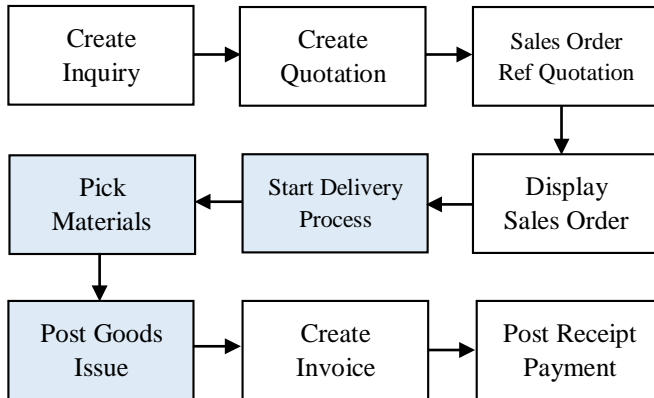 Create
Inquiry
Create
Quotation
Sales Order
Ref Quotation
Display
Sales Order
Start Delivery
Process
Pick
Materials
Post Goods
Issue
Create
Invoice
Post Receipt
Payment